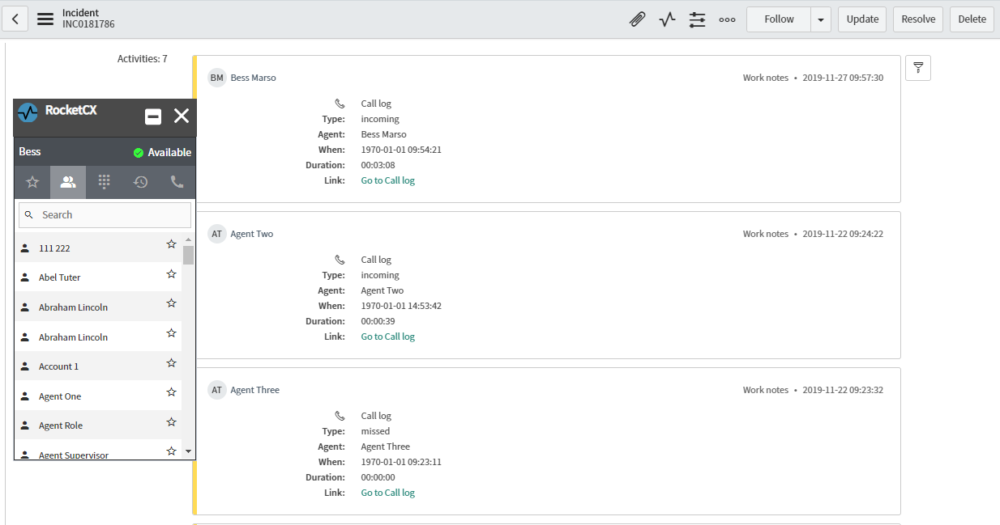 Incident
INC0181786
Follow
Update
Resolve
Delete
Activities: 7
BM Bess Marso
Work notes • 2019-11-27 09:57:30
Call log
Type: incoming
Agent: Bess Marso
When: 1970-01-01 09:54:21
Duration: 00:03:08
Link: Go to Call log
RocketCX
Bess
Available
Search
111 222
Abel Tuter
Abraham Lincoln
Abraham Lincoln
Account 1
Agent One
Agent Role
Agent Supervisor
AT Agent Two
Work notes • 2019-11-22 09:24:22
Call log
Type: incoming
Agent: Agent Two
When: 1970-01-01 14:53:42
Duration: 00:00:39
Link: Go to Call log
AT Agent Three
Work notes • 2019-11-22 09:23:32
Call log
Type: missed
Agent: Agent Three
When: 1970-01-01 09:23:11
Duration: 00:00:00
Link: Go to Call log